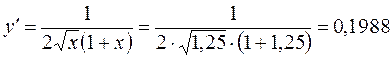 y′ = 1/(2√x(1+x)) = 1/(2·√1,25·(1+1,25)) = 0,1988